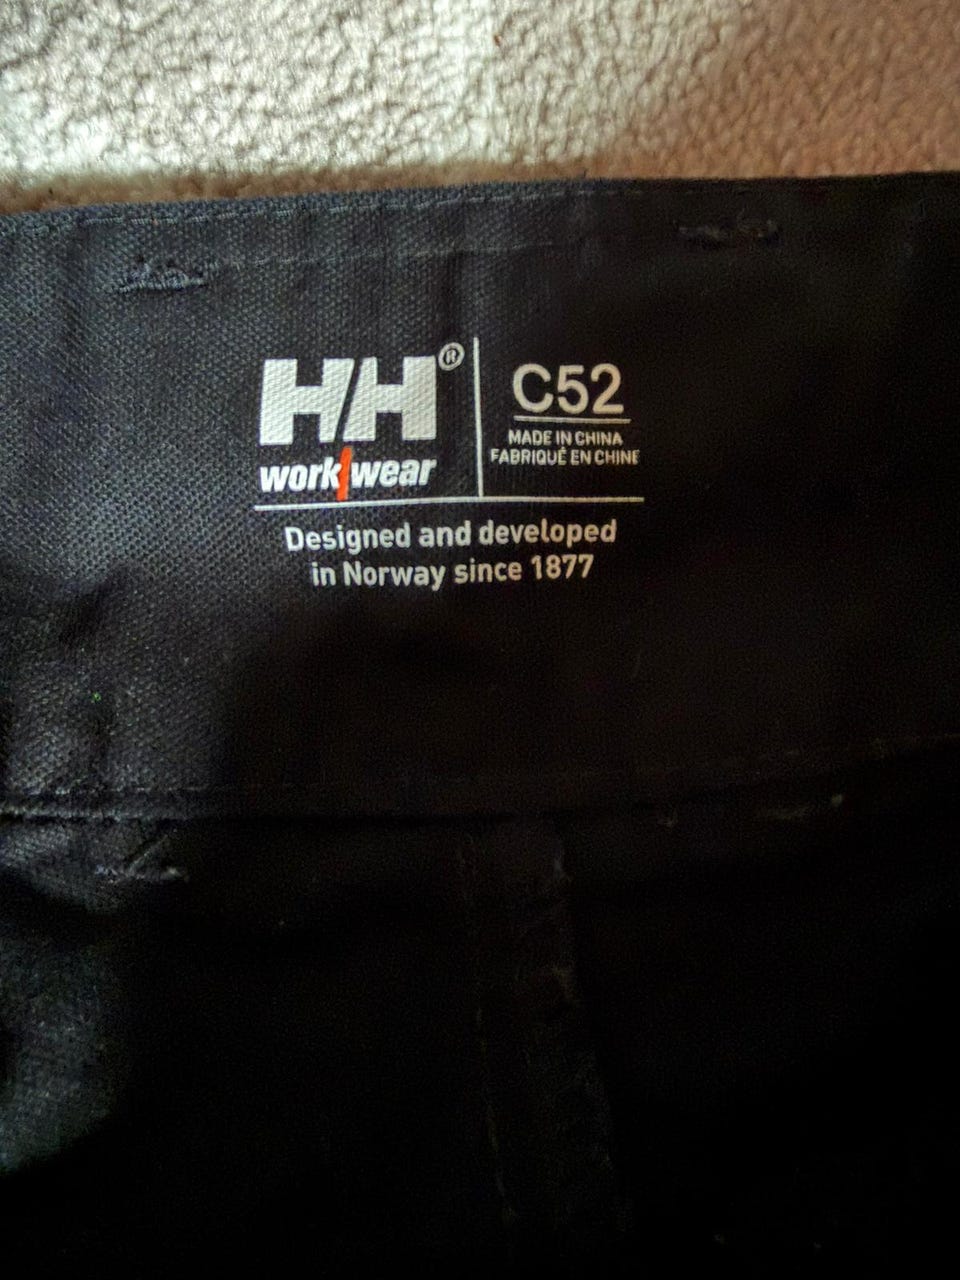 HH®
work wear
C52
MADE IN CHINA
FABRIQUÉ EN CHINE
Designed and developed
in Norway since 1877